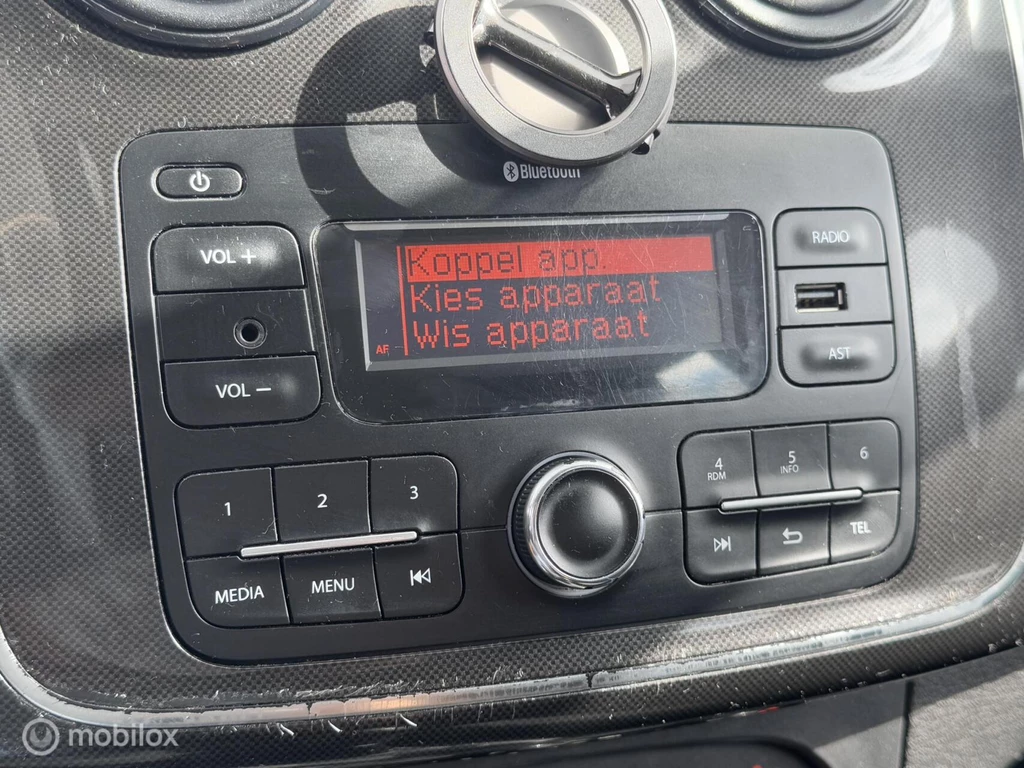 Bluetooth
VOL +
RADIO
Koppel app.
Kies apparaat
Wis apparaat
AF
AST
VOL −
1
2
3
4
RDM
5
INFO
6
MEDIA
MENU
TEL
mobilox